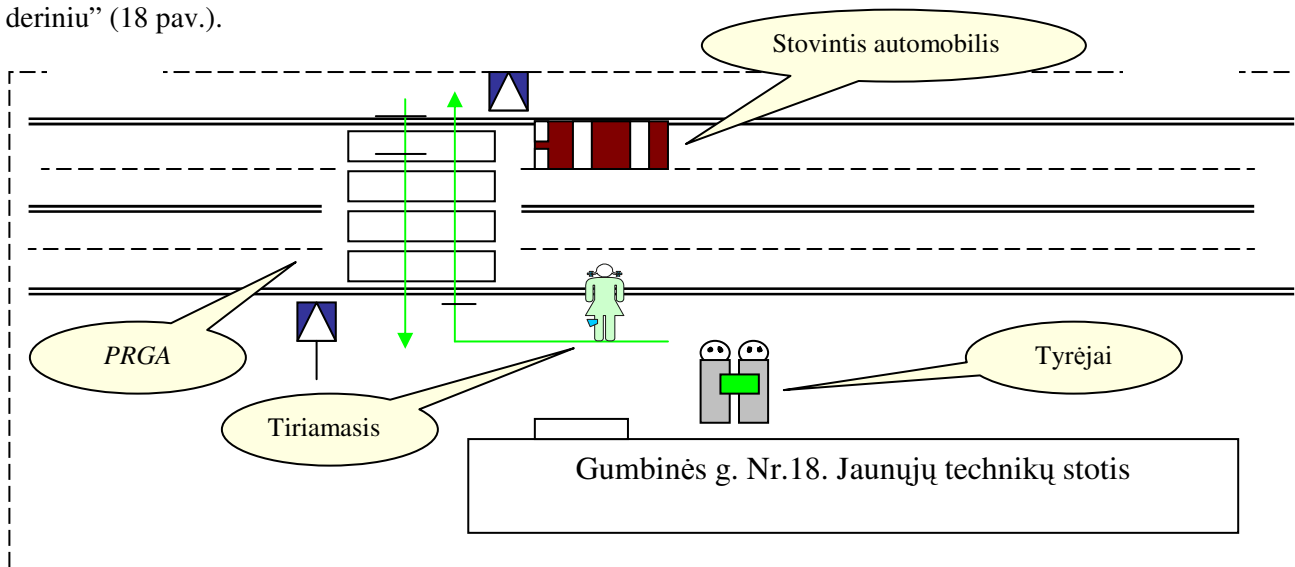 deriniu” (18 pav.).
Stovintis automobilis
PRGA
Tyrėjai
Tiriamasis
Gumbinės g. Nr.18. Jaunųjų technikų stotis